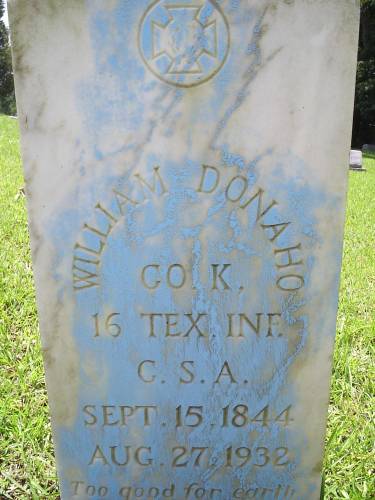 WILLIAM DONAHO
CO. K.
16 TEX. INF.
C. S. A.
SEPT. 15, 1844
AUG. 27, 1932
Too good for earth